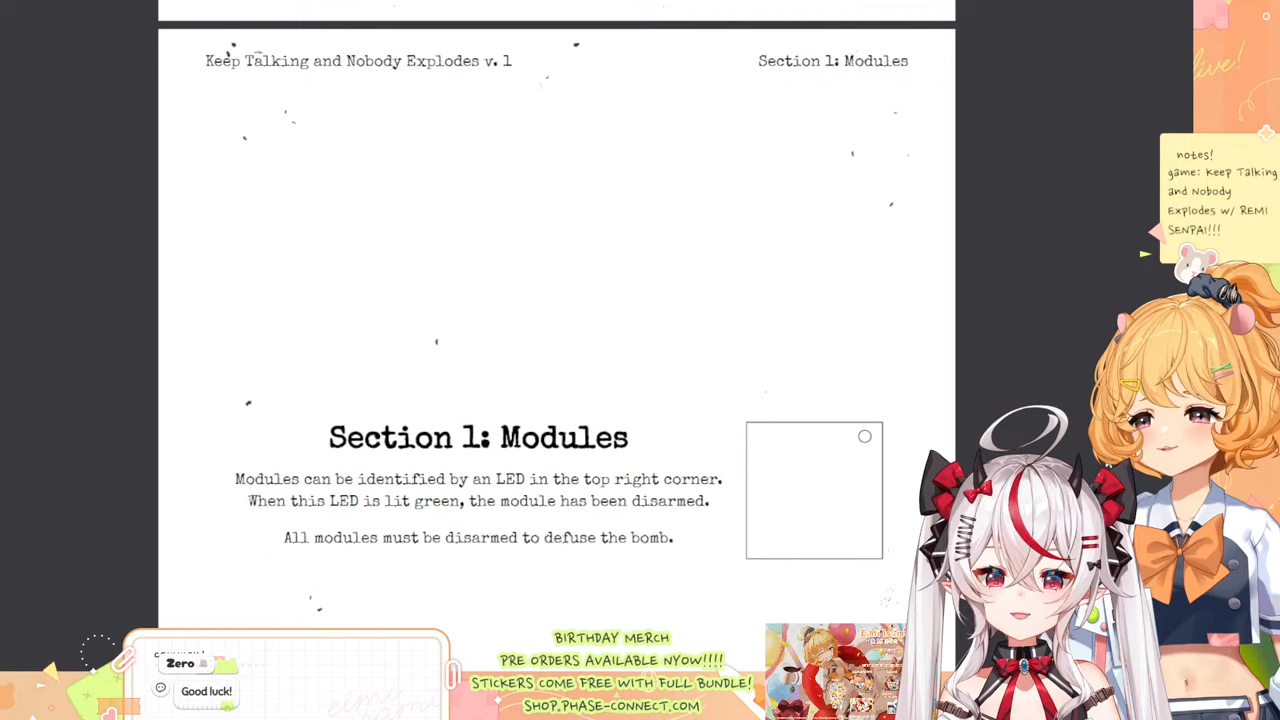 Keep Talking and Nobody Explodes v. 1
Section 1: Modules
live!
notes!
game: Keep Talking
and Nobody
Explodes w/ REMI
SENPAI!!!
Section 1: Modules
Modules can be identified by an LED in the top right corner.
When this LED is lit green, the module has been disarmed.
All modules must be disarmed to defuse the bomb.
Zero
Good luck!
BIRTHDAY MERCH
PRE ORDERS AVAILABLE NYOW!!!!
STICKERS COME FREE WITH FULL BUNDLE!
SHOP.PHASE-CONNECT.COM